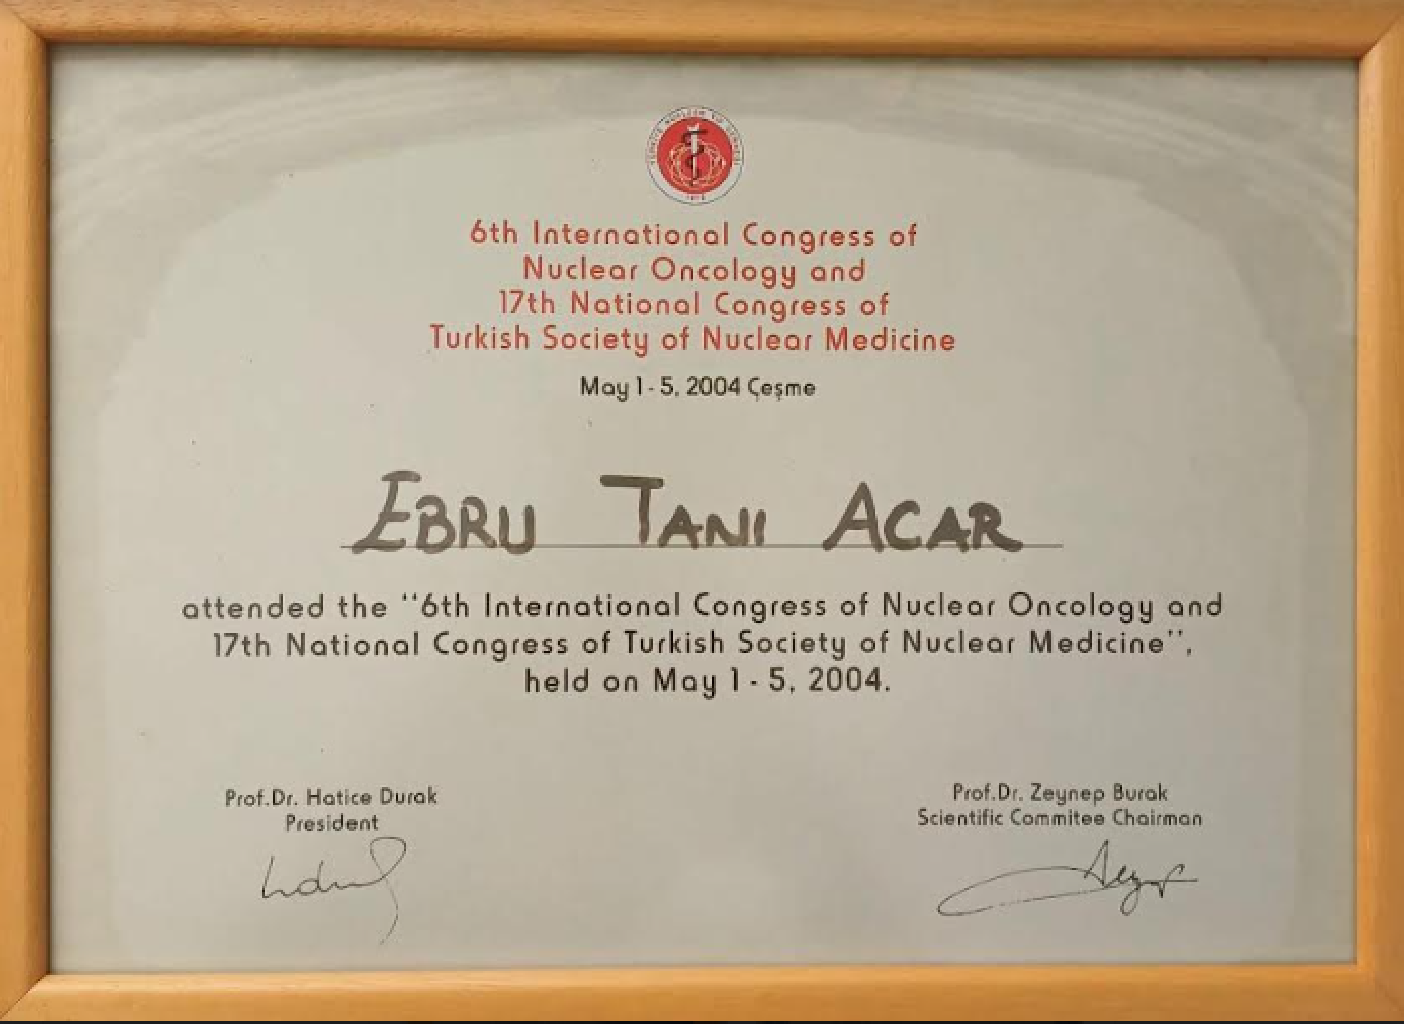 6th International Congress of
Nuclear Oncology and
17th National Congress of
Turkish Society of Nuclear Medicine
May 1 - 5, 2004 Çeşme
EBRU TANI ACAR
attended the "6th International Congress of Nuclear Oncology and
17th National Congress of Turkish Society of Nuclear Medicine",
held on May 1 - 5, 2004.
Prof.Dr. Hatice Durak
President
Prof.Dr. Zeynep Burak
Scientific Commitee Chairman